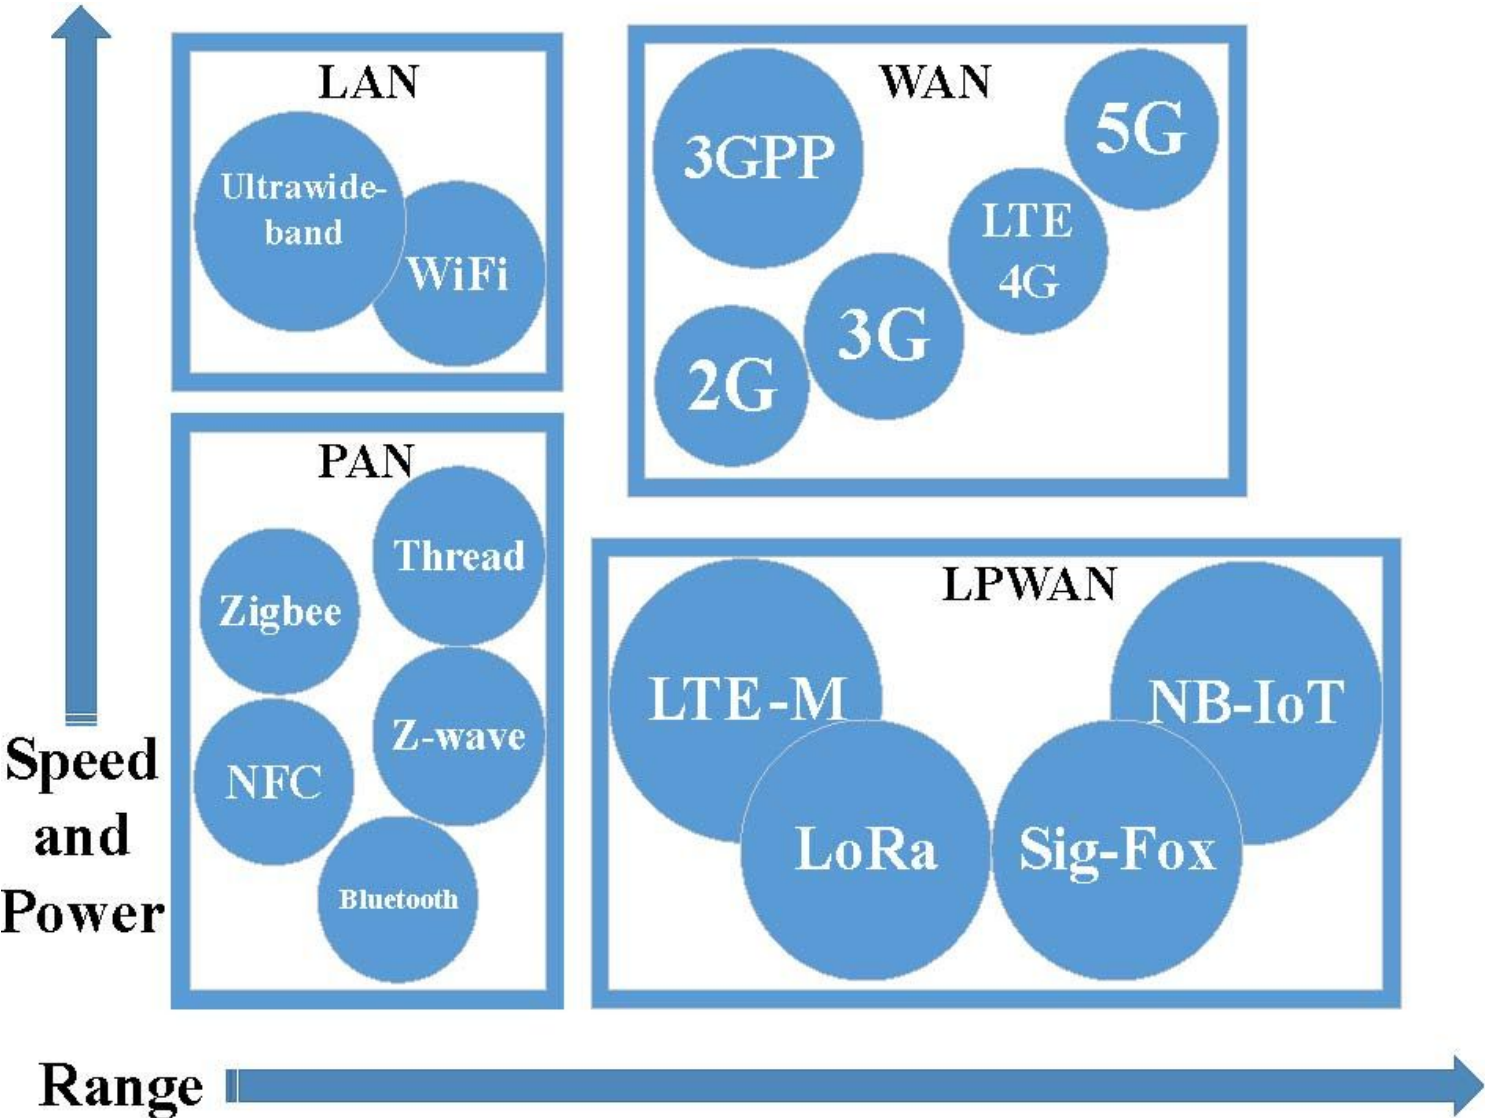 LAN
Ultrawide-
band
WiFi
WAN
3GPP
5G
LTE
4G
3G
2G
PAN
Thread
Zigbee
Z-wave
NFC
Bluetooth
LPWAN
LTE-M
NB-IoT
LoRa
Sig-Fox
Speed
and
Power
Range